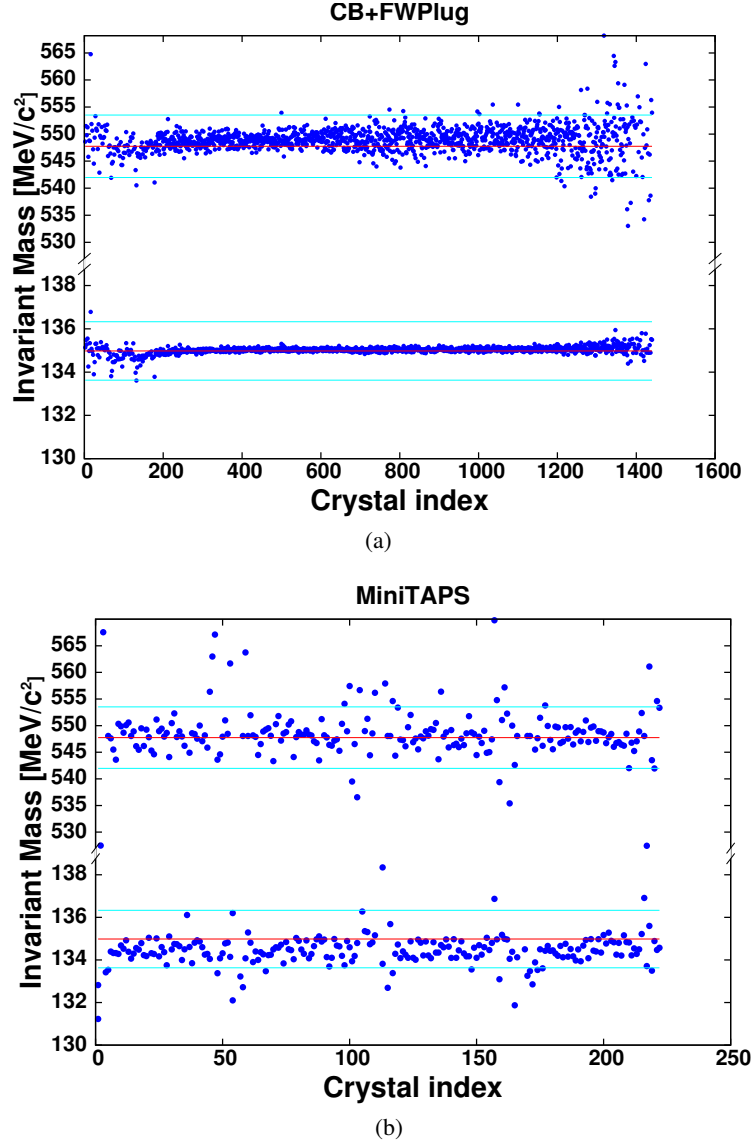 CB+FWPlug
Invariant Mass [MeV/c²]
565
560
555
550
545
540
535
530
138
136
134
132
130
0 200 400 600 800 1000 1200 1400 1600
Crystal index
(a)
MiniTAPS
Invariant Mass [MeV/c²]
565
560
555
550
545
540
535
530
138
136
134
132
130
0 50 100 150 200 250
Crystal index
(b)